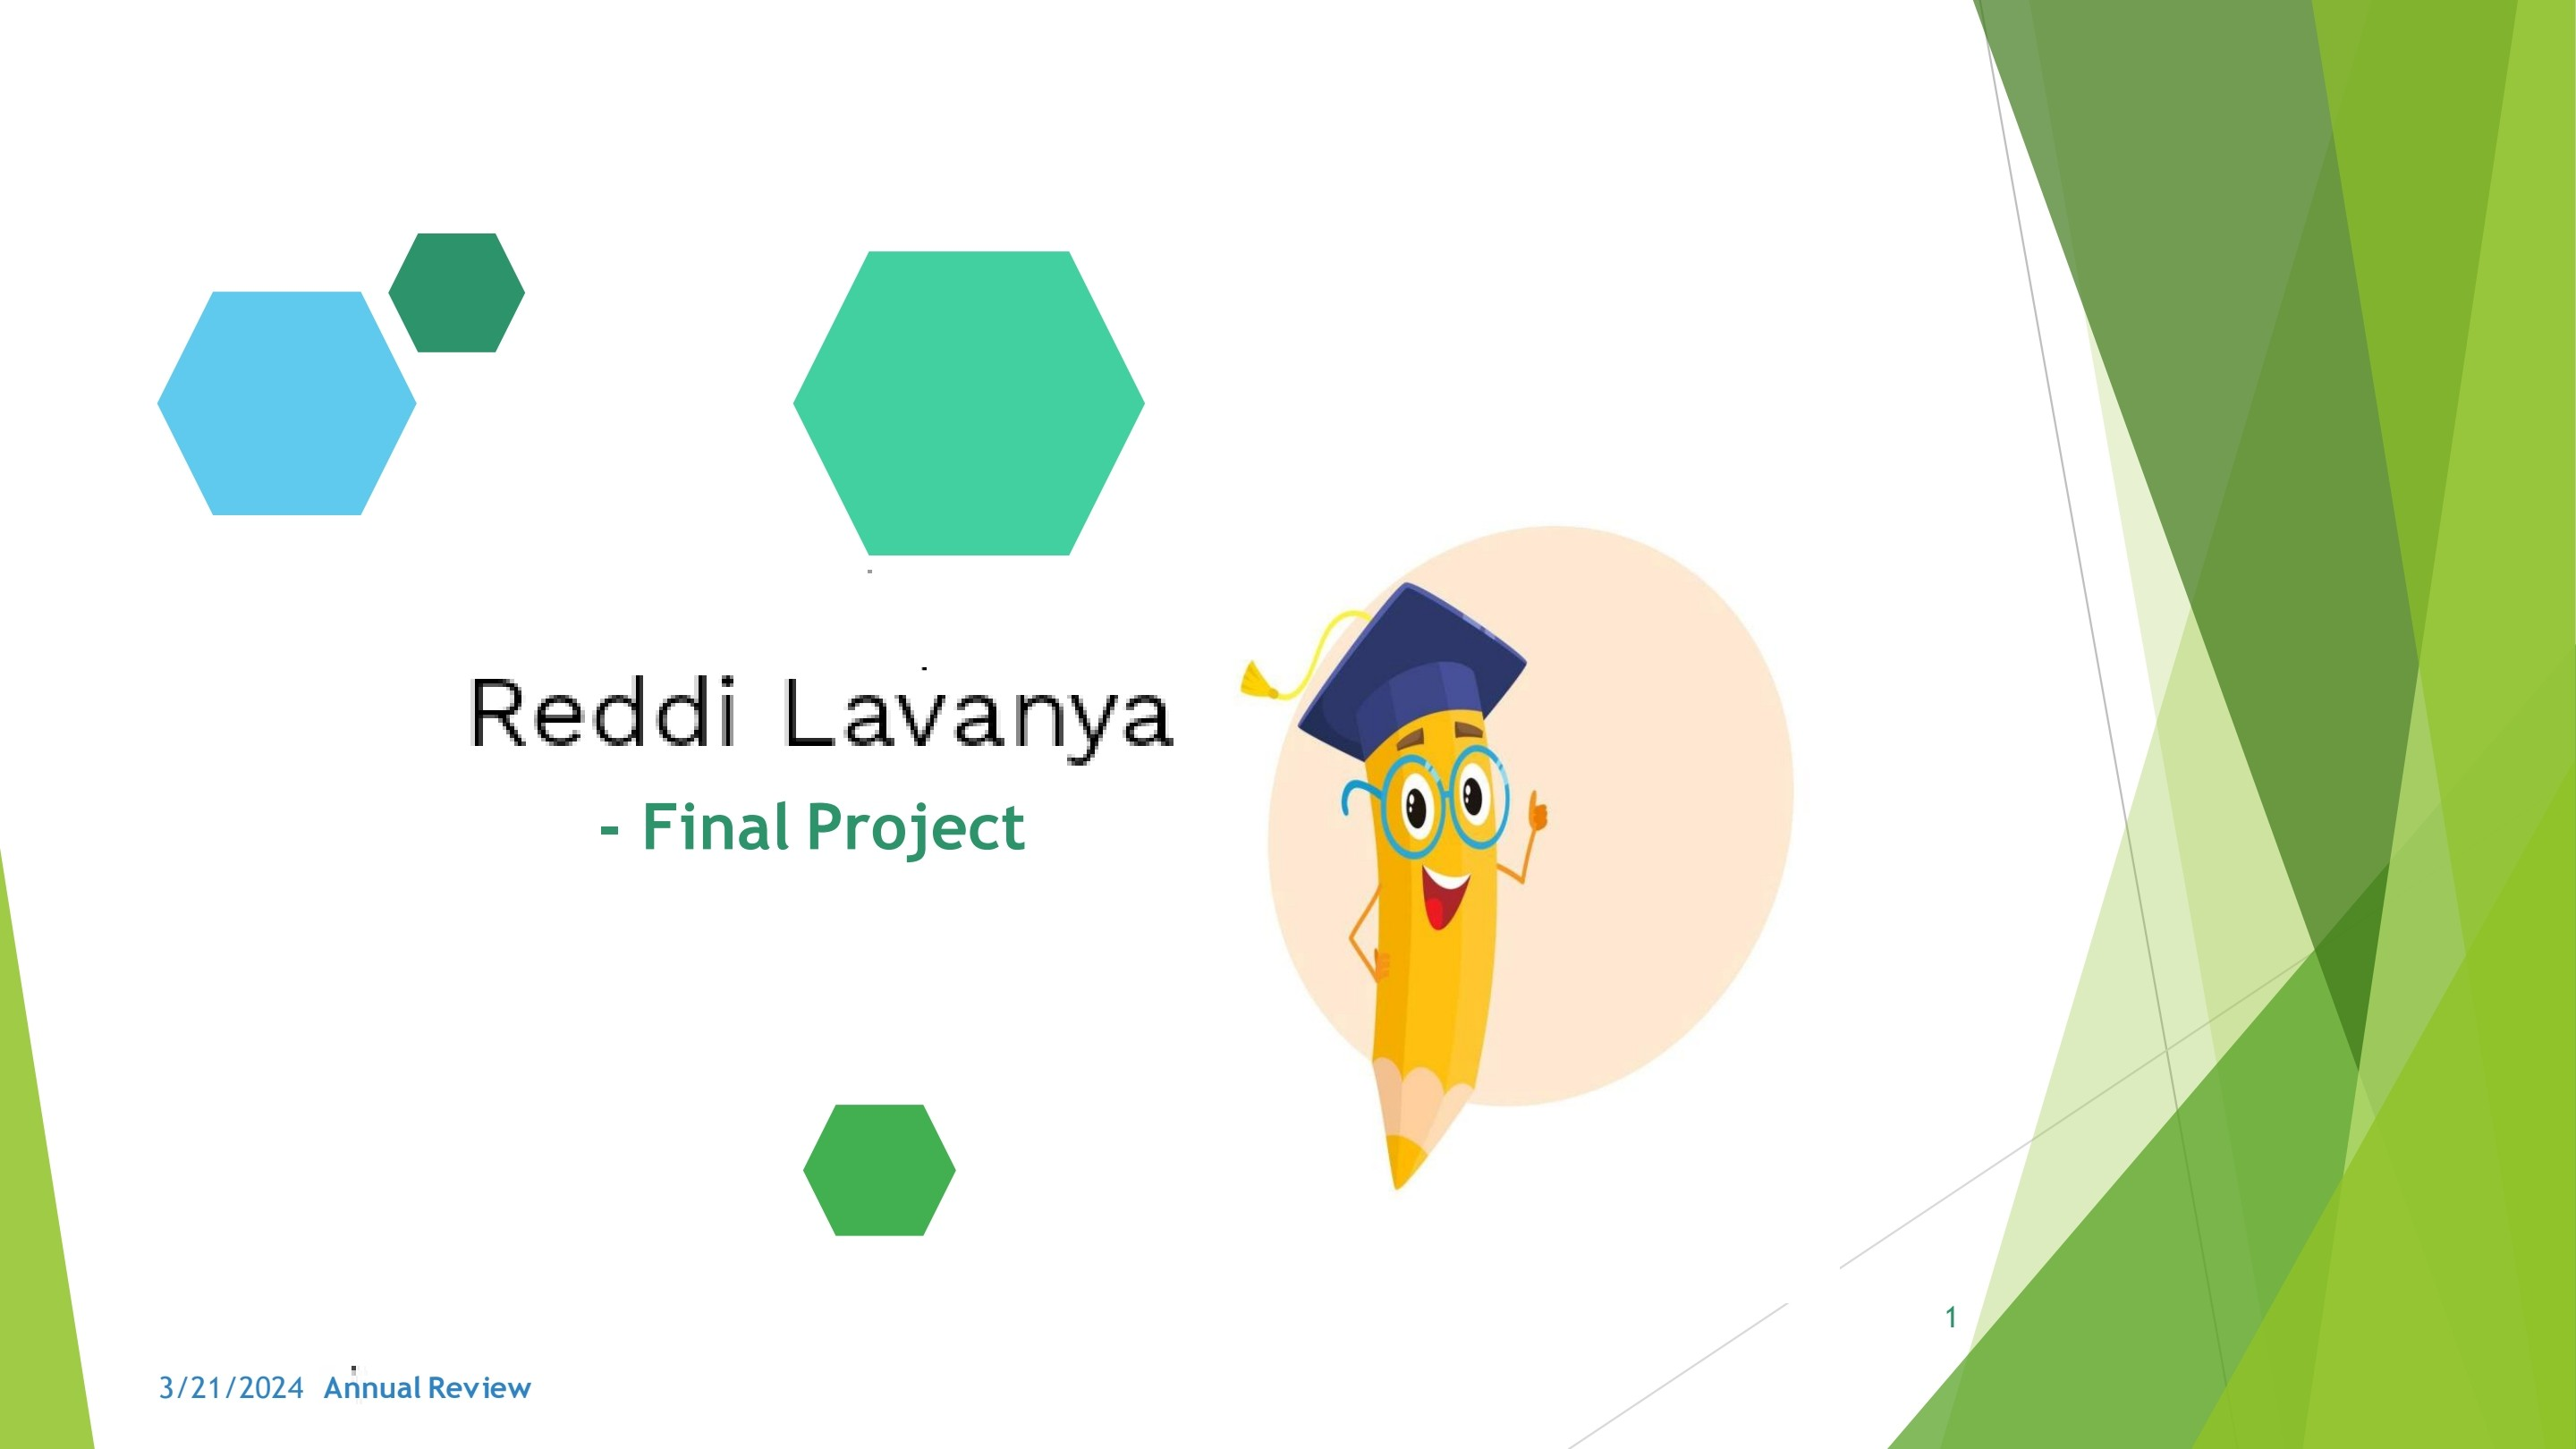 Reddi Lavanya
- Final Project
1
3/21/2024 Annual Review